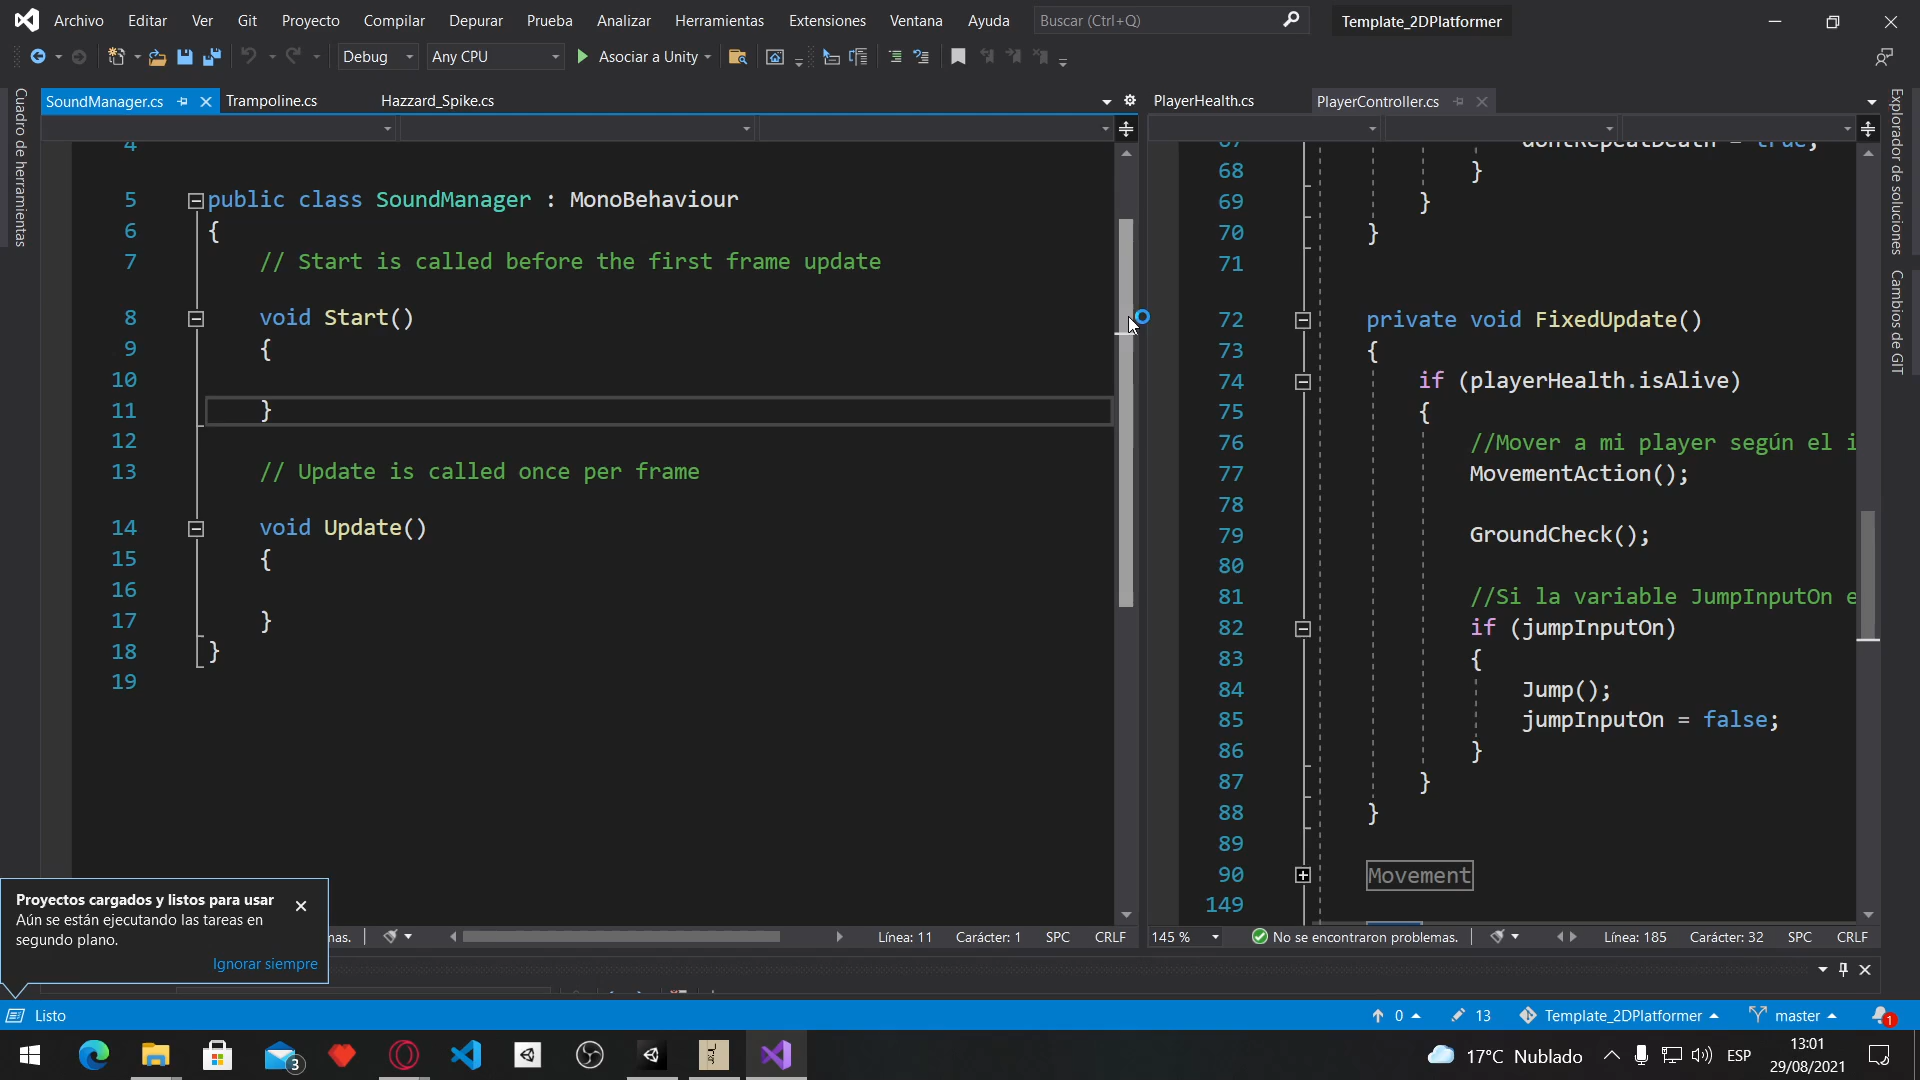 Archivo Editar Ver Git Proyecto Compilar Depurar Prueba Analizar Herramientas Extensiones Ventana Ayuda Buscar (Ctrl+Q) Template_2DPlatformer
Debug Any CPU Asociar a Unity
Cuadro de herramientas
SoundManager.cs Trampoline.cs Hazzard_Spike.cs
4
5 public class SoundManager : MonoBehaviour
6 {
7 // Start is called before the first frame update
8 void Start()
9 {
10
11 }
12
13 // Update is called once per frame
14 void Update()
15 {
16
17 }
18 }
19
Línea: 11 Carácter: 1 SPC CRLF
PlayerHealth.cs PlayerController.cs
67 dontRepeatDeath = true;
68 }
69 }
70 }
71
72 private void FixedUpdate()
73 {
74 if (playerHealth.isAlive)
75 {
76 //Mover a mi player según el i
77 MovementAction();
78
79 GroundCheck();
80
81 //Si la variable JumpInputOn e
82 if (jumpInputOn)
83 {
84 Jump();
85 jumpInputOn = false;
86 }
87 }
88 }
89
90 Movement
149
145 % No se encontraron problemas. Línea: 185 Carácter: 32 SPC CRLF
Explorador de soluciones
Cambios de GIT
Proyectos cargados y listos para usar
Aún se están ejecutando las tareas en
segundo plano.
Ignorar siempre
mas.
Listo 0 13 Template_2DPlatformer master 1
3 17°C Nublado ESP 13:01
29/08/2021